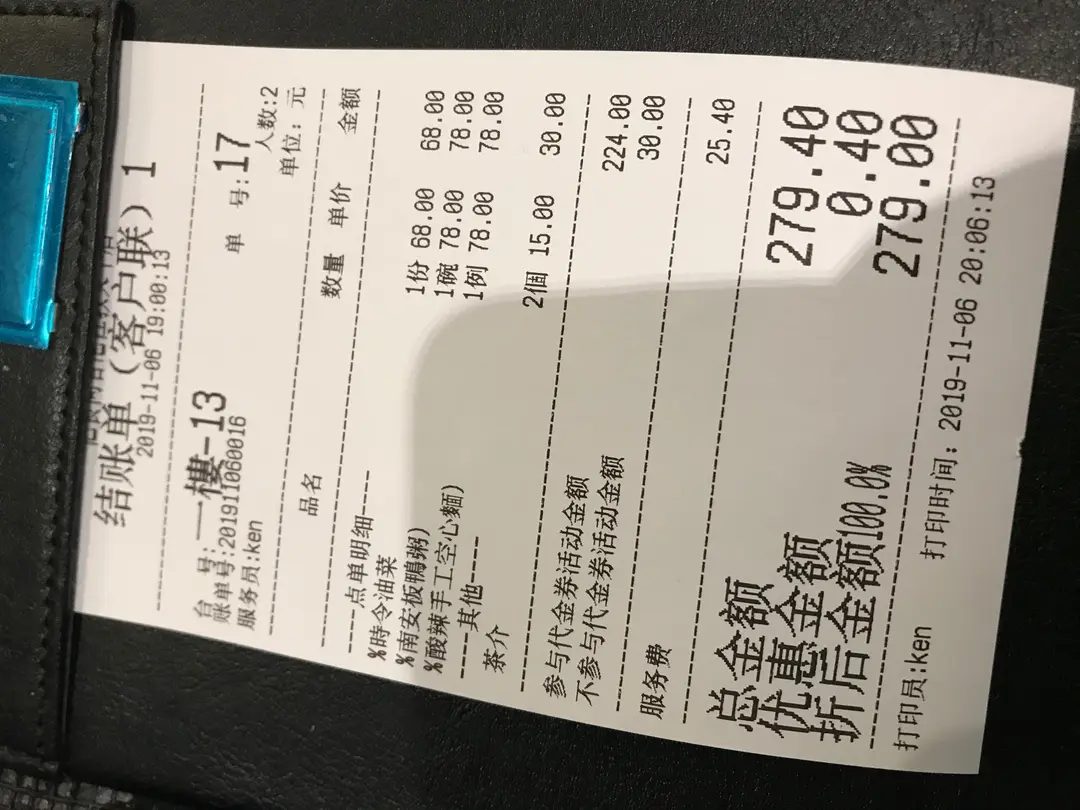 结账单（客户联）1
2019-11-06 19:00:13
台 号:一樓-13 单 号:17
账单号:201911060016 人数:2
服务员:ken 单位: 元
品名 数量 单价 金额
----点单明细----
%時令油菜 1份 68.00 68.00
%南安板鴨粥) 1碗 78.00 78.00
%酸辣手工空心麵) 1例 78.00 78.00
----其他----
茶介 2個 15.00 30.00
参与代金券活动金额 224.00
不参与代金券活动金额 30.00
服务费 25.40
总金额 279.40
优惠金额 0.40
折后金额100.0% 279.00
打印员:ken 打印时间: 2019-11-06 20:06:13